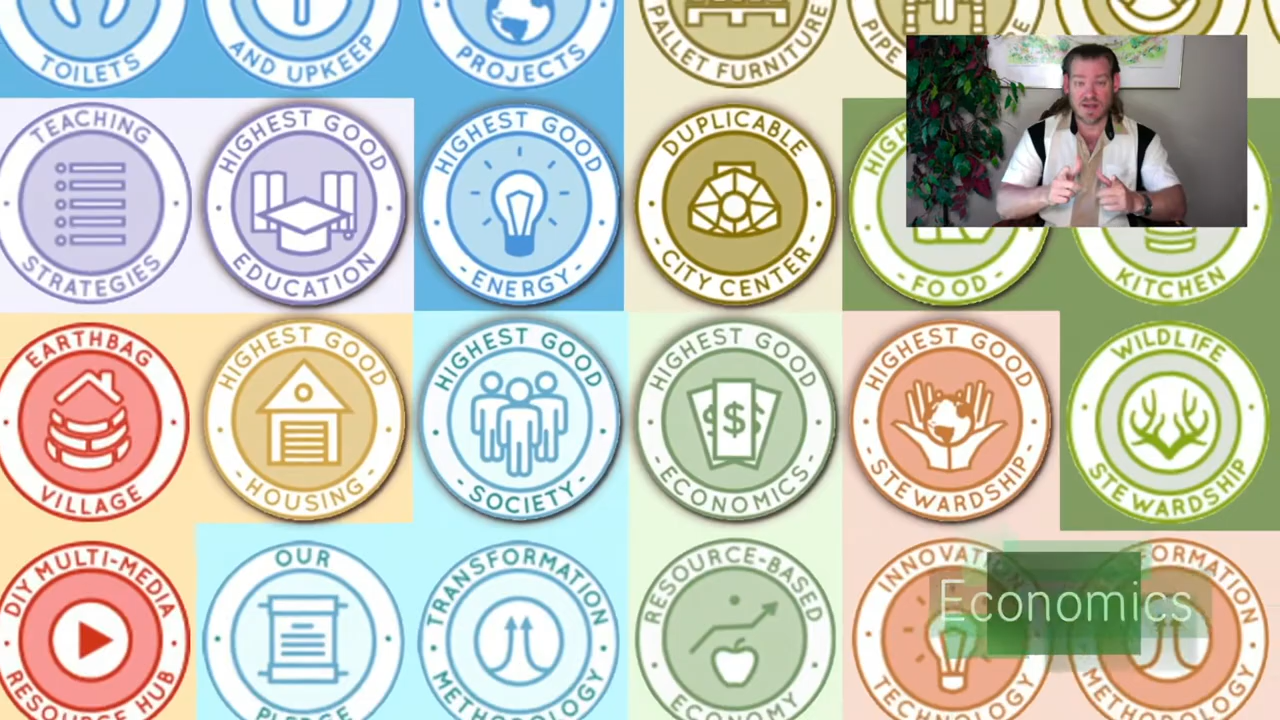 TOILETS
AND UPKEEP
PROJECTS
PALLET FURNITURE
PIPE
TEACHING
STRATEGIES
HIGHEST GOOD
EDUCATION
HIGHEST GOOD
- ENERGY -
DUPLICABLE
- CITY CENTER -
- FOOD -
KITCHEN
EARTHBAG
VILLAGE
HIGHEST GOOD
- HOUSING -
HIGHEST GOOD
- SOCIETY -
HIGHEST GOOD
$ $ $
- ECONOMICS -
HIGHEST GOOD
- STEWARDSHIP -
WILDLIFE
STEWARDSHIP
DIY MULTI-MEDIA
RESOURCE HUB
OUR
PLEDGE
TRANSFORMATION
METHODOLOGY
RESOURCE-BASED
ECONOMY
TECHNOLOGY
METHODOLOGY
Economics